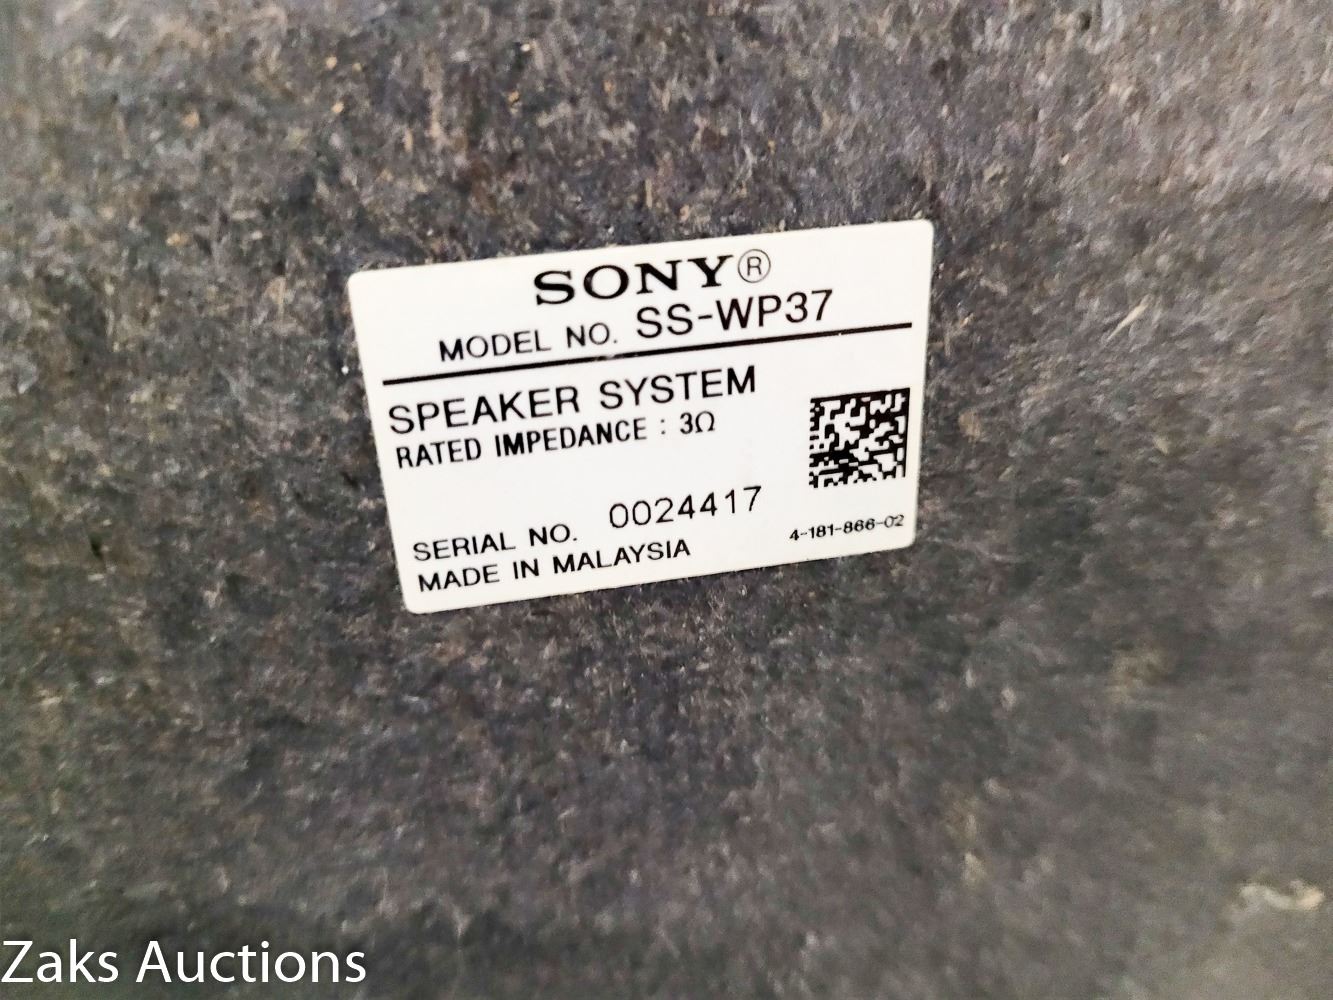 SONY®
MODEL NO. SS-WP37
SPEAKER SYSTEM
RATED IMPEDANCE : 3Ω
SERIAL NO. 0024417
MADE IN MALAYSIA
4-181-866-02
Zaks Auctions